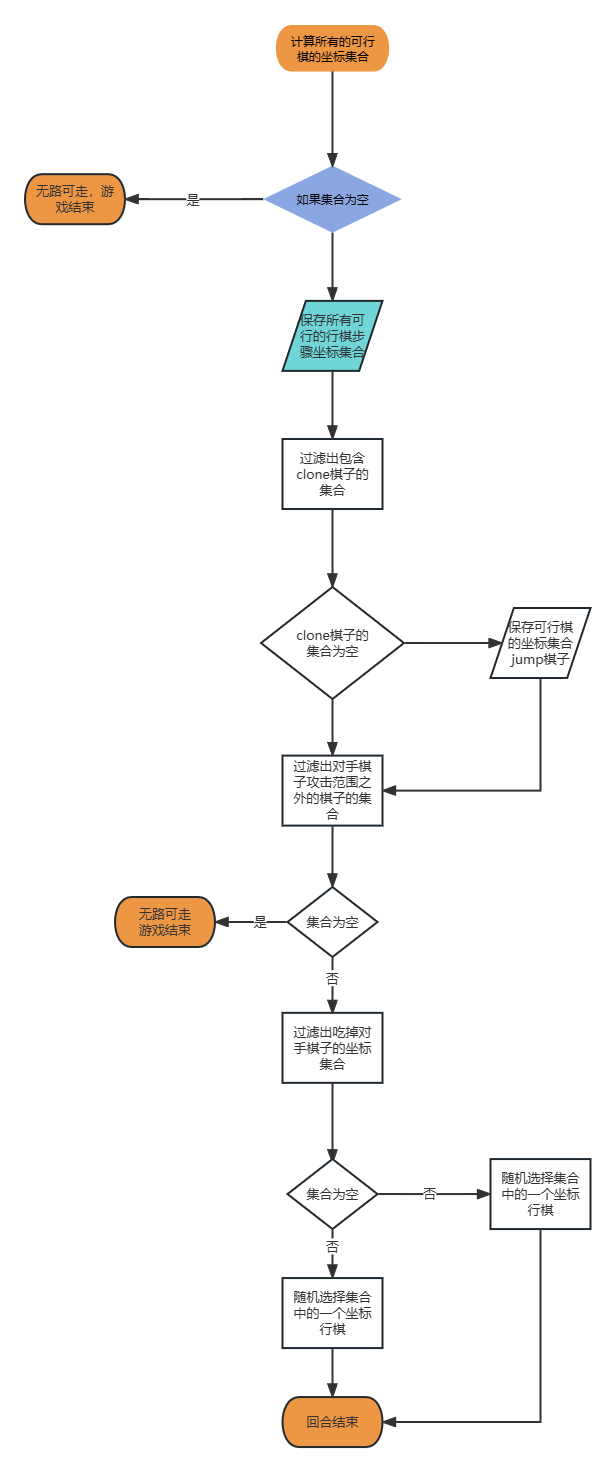 计算所有的可行
棋的坐标集合
无路可走，游
戏结束
是
如果集合为空
保存所有可
行的行棋步
骤坐标集合
过滤出包含
clone棋子的
集合
clone棋子的
集合为空
保存可行棋
的坐标集合
jump棋子
过滤出对手棋
子攻击范围之
外的棋子的集
合
无路可走
游戏结束
是
集合为空
否
过滤出吃掉对
手棋子的坐标
集合
集合为空
否
随机选择集合
中的一个坐标
行棋
否
随机选择集合
中的一个坐标
行棋
回合结束